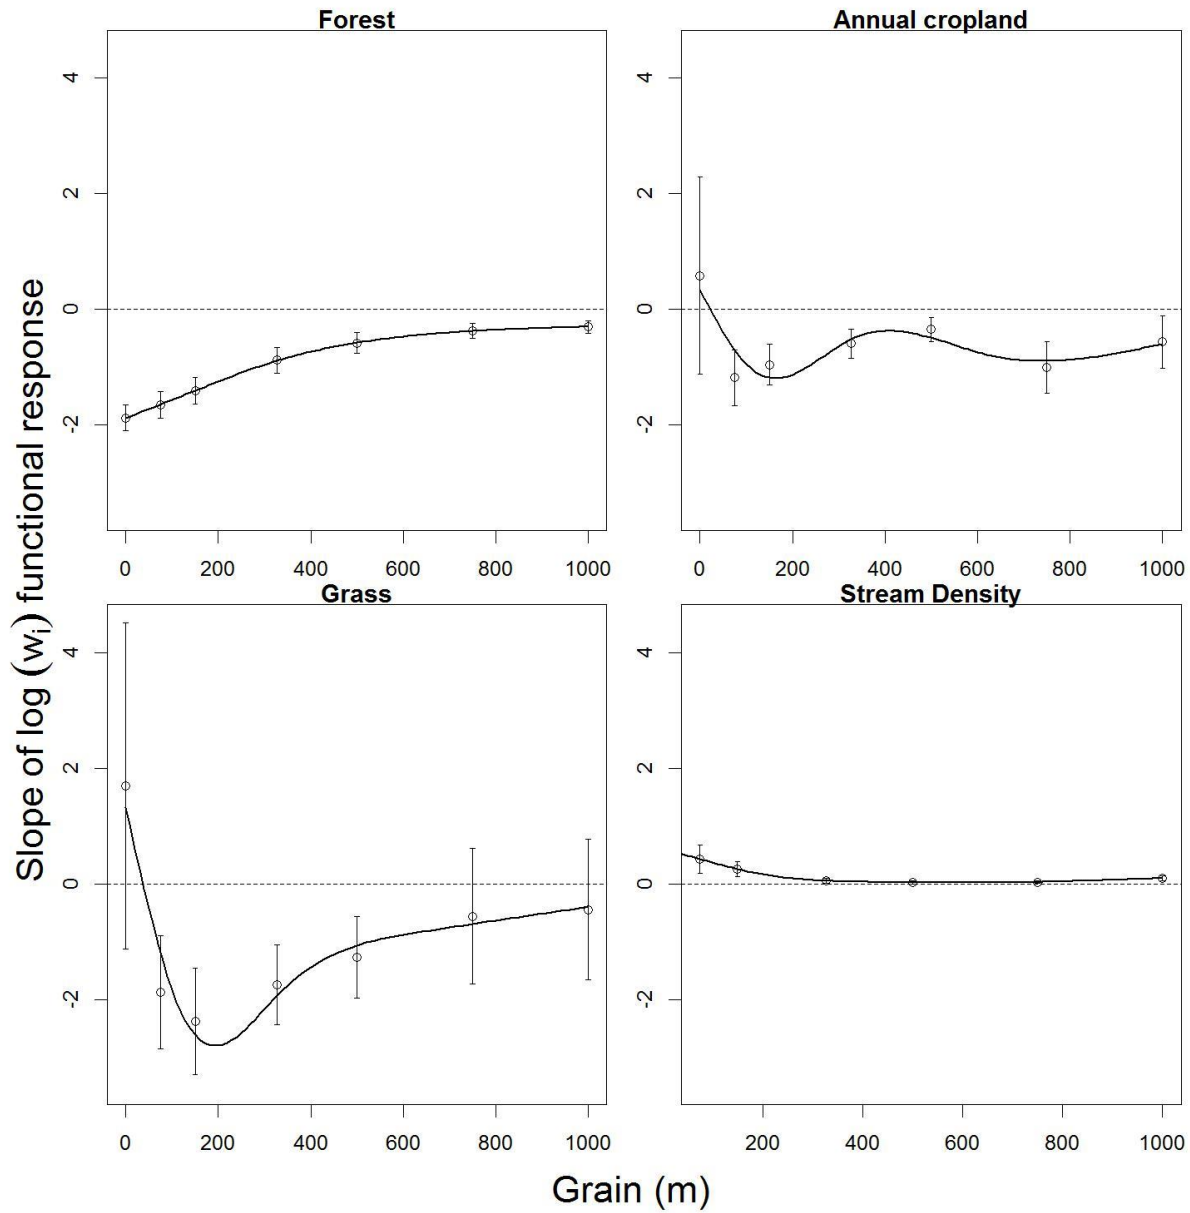 Forest
Annual cropland
4
2
0
-2
4
2
0
-2
0 200 400 600 800 1000
0 200 400 600 800 1000
Grass
Stream Density
4
2
0
-2
4
2
0
-2
0 200 400 600 800 1000
200 400 600 800 1000
Slope of log (wi) functional response
Grain (m)